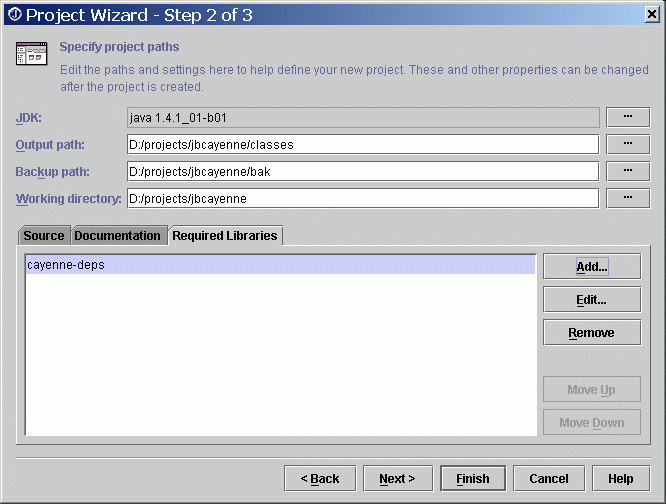 Project Wizard - Step 2 of 3
Specify project paths
Edit the paths and settings here to help define your new project. These and other properties can be changed
after the project is created.
JDK: java 1.4.1_01-b01 ...
Output path: D:/projects/jbcayenne/classes ...
Backup path: D:/projects/jbcayenne/bak ...
Working directory: D:/projects/jbcayenne ...
Source Documentation Required Libraries
cayenne-deps Add...
Edit...
Remove
Move Up
Move Down
< Back Next > Finish Cancel Help